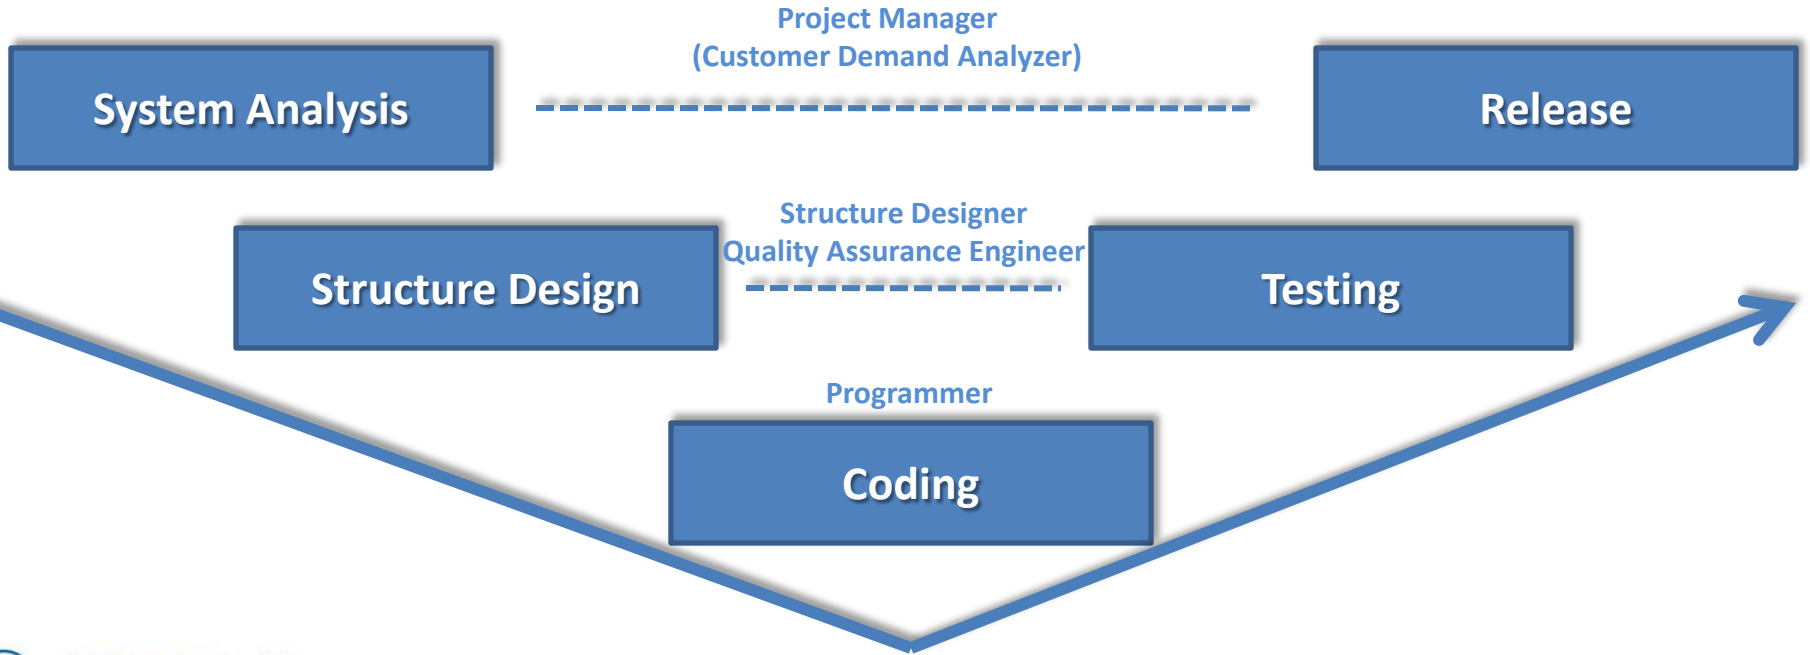 Project Manager
(Customer Demand Analyzer)
System Analysis
Release
Structure Designer
Quality Assurance Engineer
Structure Design
Testing
Programmer
Coding